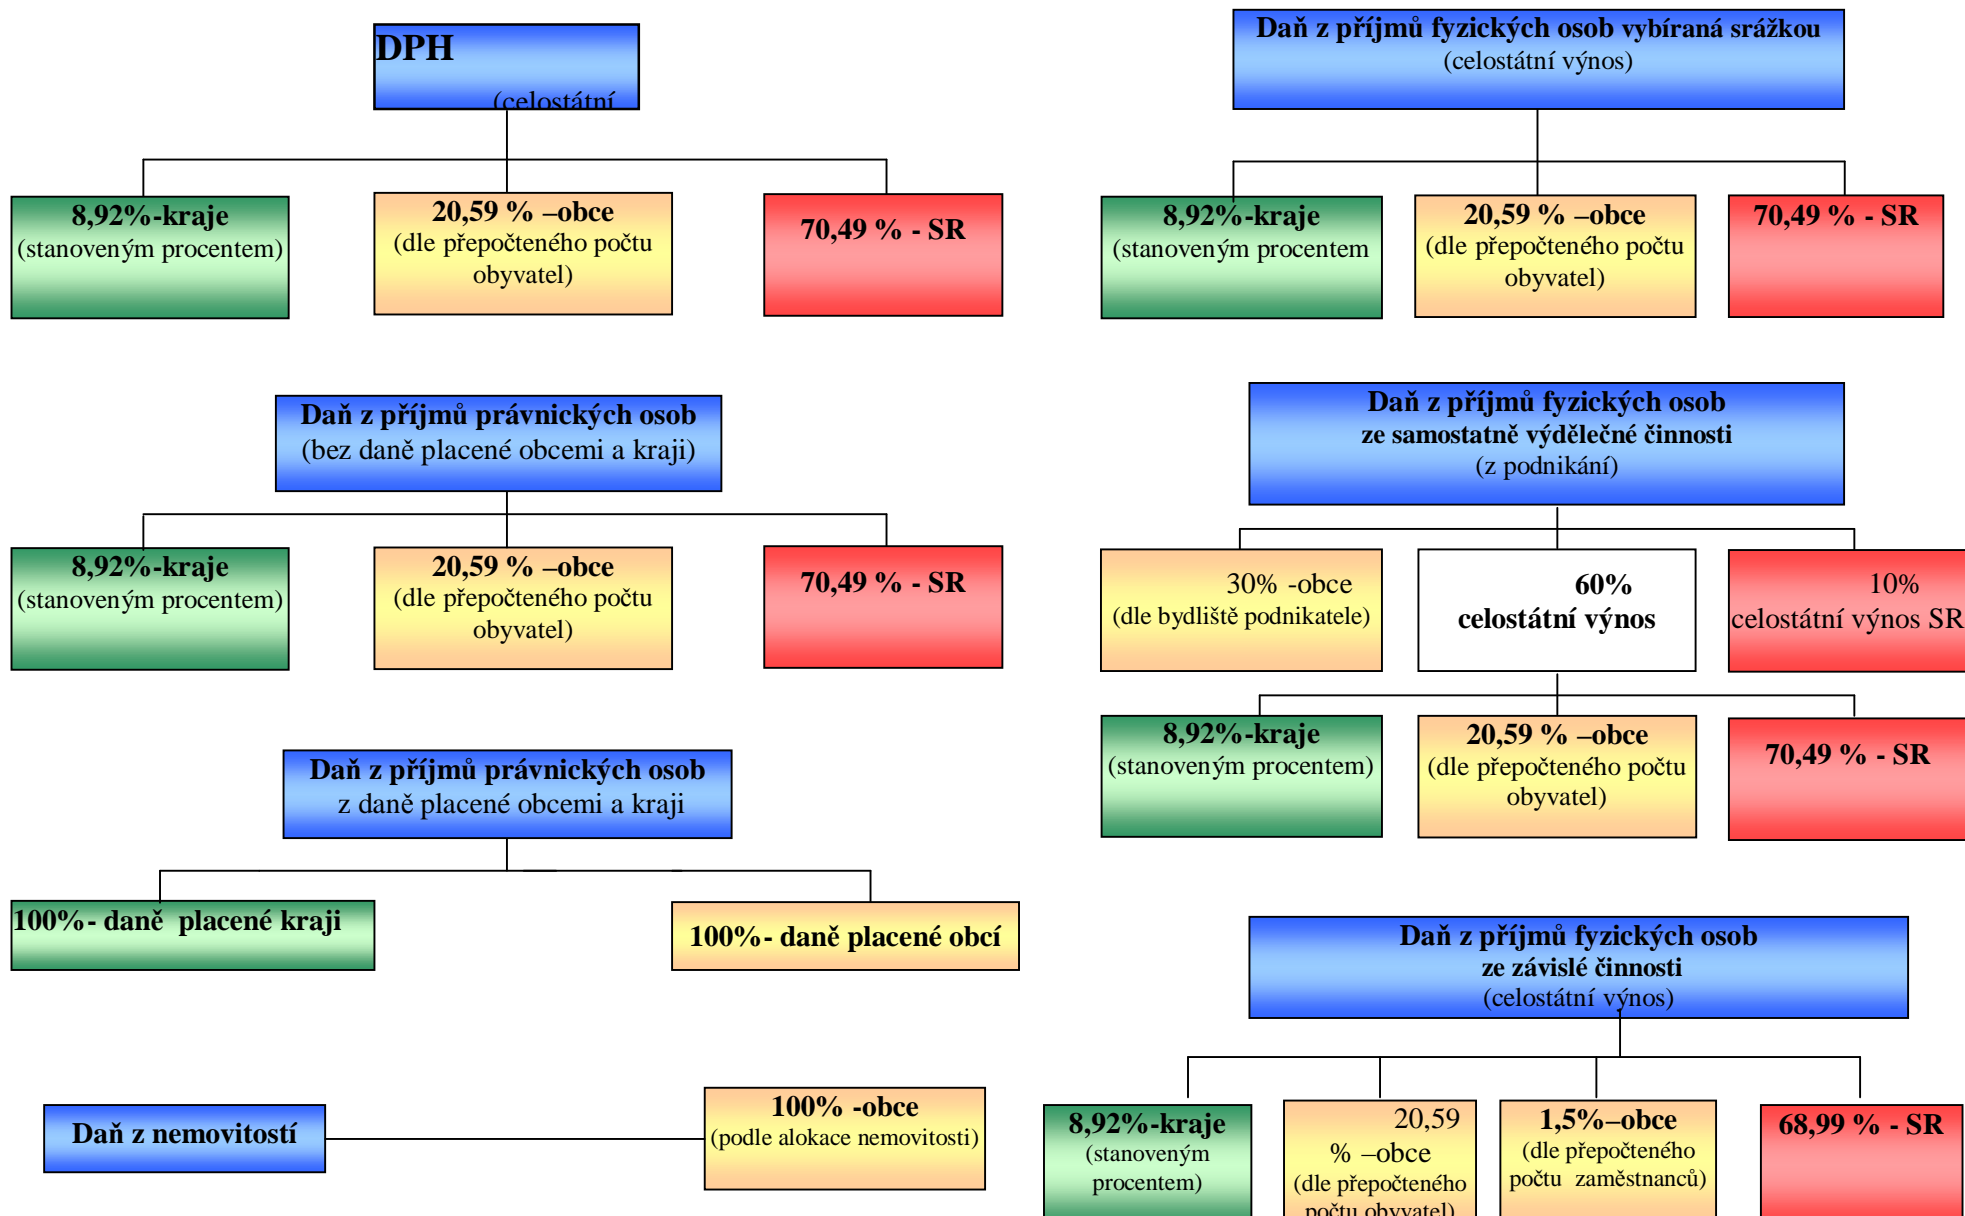 DPH
(celostátní
8,92%-kraje
(stanoveným procentem)
20,59 % –obce
(dle přepočteného počtu
obyvatel)
70,49 % - SR
Daň z příjmů fyzických osob vybíraná srážkou
(celostátní výnos)
8,92%-kraje
(stanoveným procentem
20,59 % –obce
(dle přepočteného počtu
obyvatel)
70,49 % - SR
Daň z příjmů právnických osob
(bez daně placené obcemi a kraji)
8,92%-kraje
(stanoveným procentem)
20,59 % –obce
(dle přepočteného počtu
obyvatel)
70,49 % - SR
Daň z příjmů fyzických osob
ze samostatně výdělečné činnosti
(z podnikání)
30% -obce
(dle bydliště podnikatele)
60%
celostátní výnos
10%
celostátní výnos SR
8,92%-kraje
(stanoveným procentem)
20,59 % –obce
(dle přepočteného počtu
obyvatel)
70,49 % - SR
Daň z příjmů právnických osob
z daně placené obcemi a kraji
100%- daně placené kraji
100%- daně placené obcí
Daň z příjmů fyzických osob
ze závislé činnosti
(celostátní výnos)
8,92%-kraje
(stanoveným
procentem)
20,59
% –obce
(dle přepočteného
počtu obyvatel)
1,5%–obce
(dle přepočteného
počtu zaměstnanců)
68,99 % - SR
Daň z nemovitostí
100% -obce
(podle alokace nemovitosti)